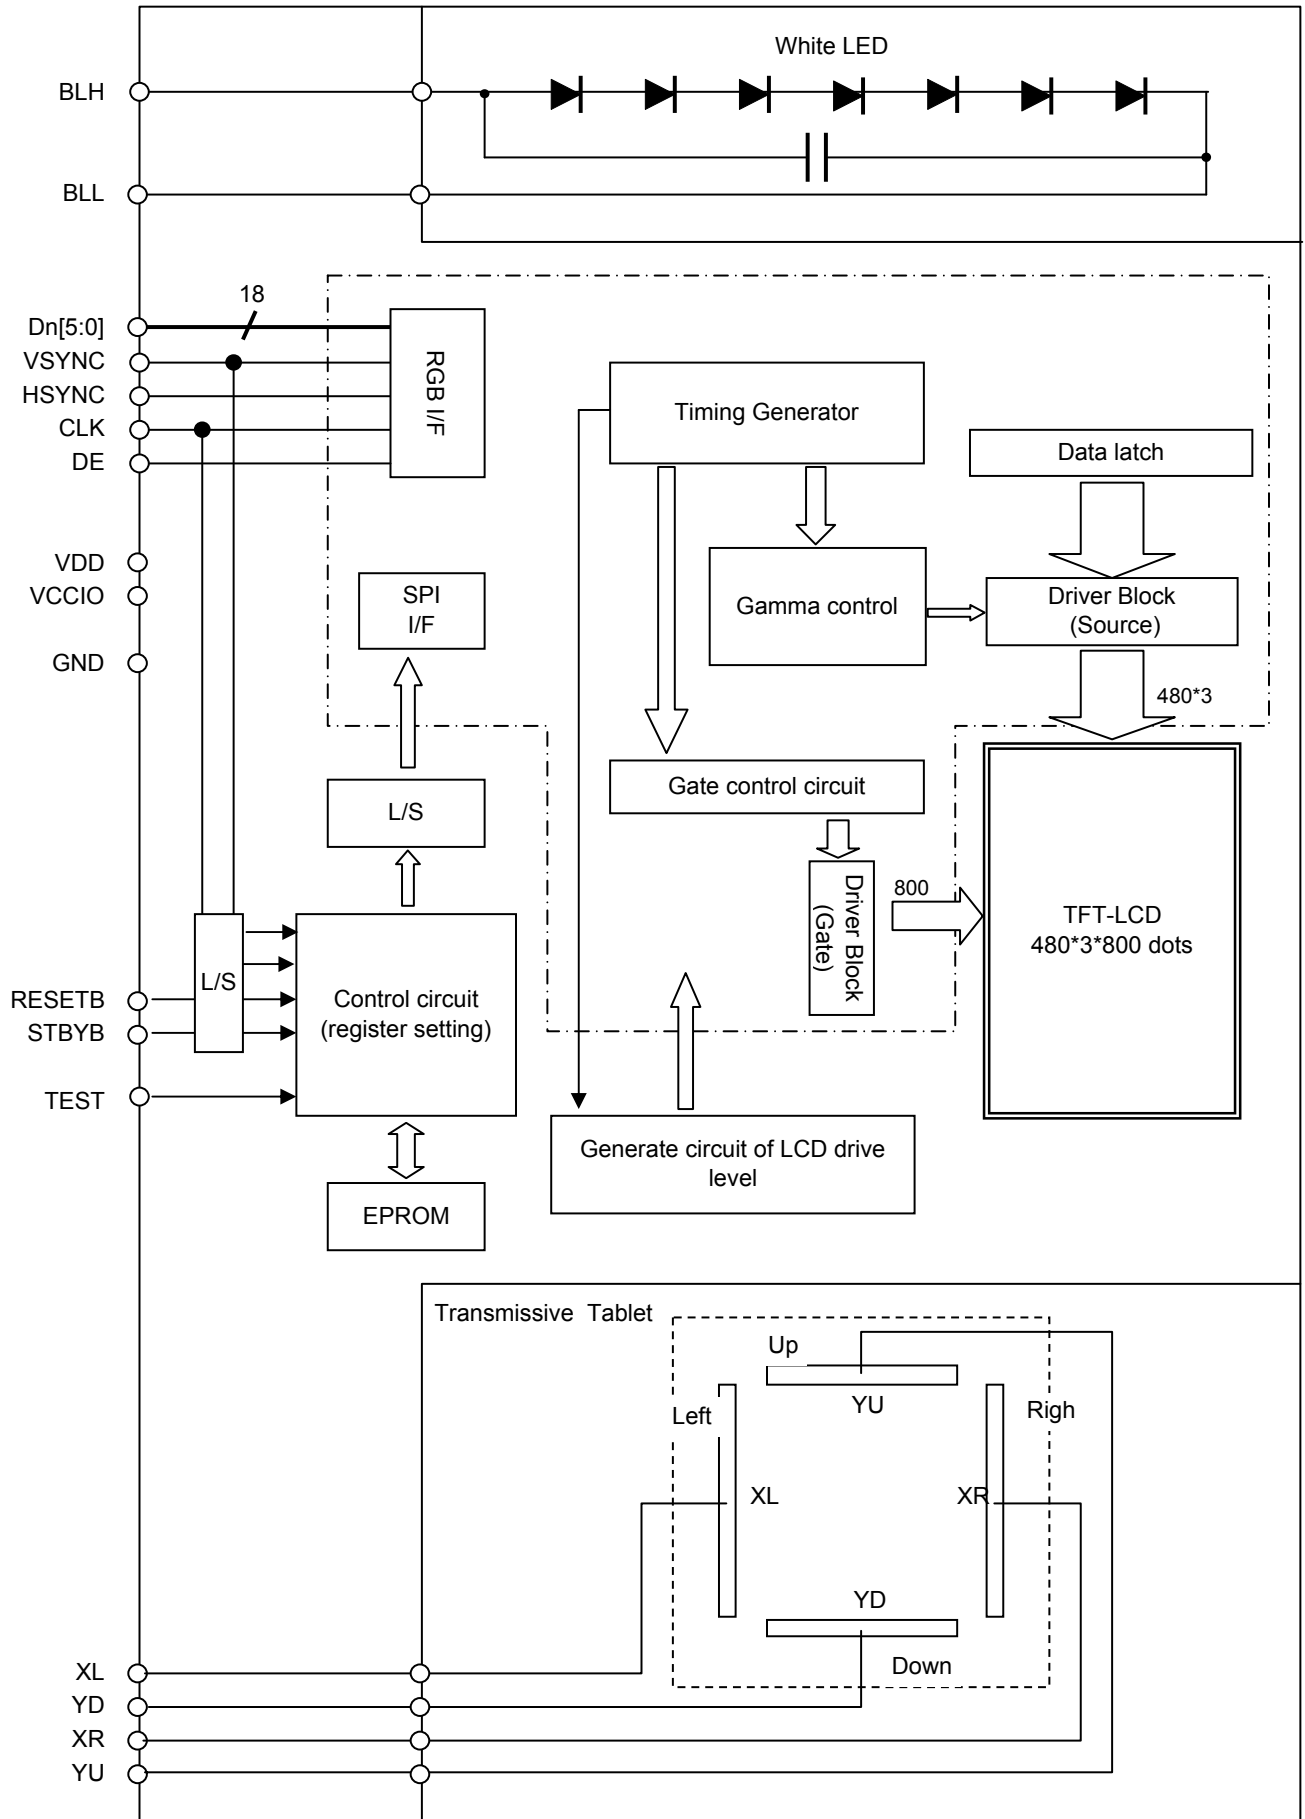 White LED
BLH
BLL
18
Dn[5:0]
VSYNC
HSYNC
CLK
DE
RGB I/F
Timing Generator
Data latch
VDD
VCCIO
GND
SPI
I/F
Gamma control
Driver Block
(Source)
480*3
Gate control circuit
L/S
Driver Block
(Gate)
800
TFT-LCD
480*3*800 dots
L/S
RESETB
STBYB
TEST
Control circuit
(register setting)
Generate circuit of LCD drive
level
EPROM
Transmissive Tablet
Up
YU
Left
Righ
XL
XR
YD
Down
XL
YD
XR
YU